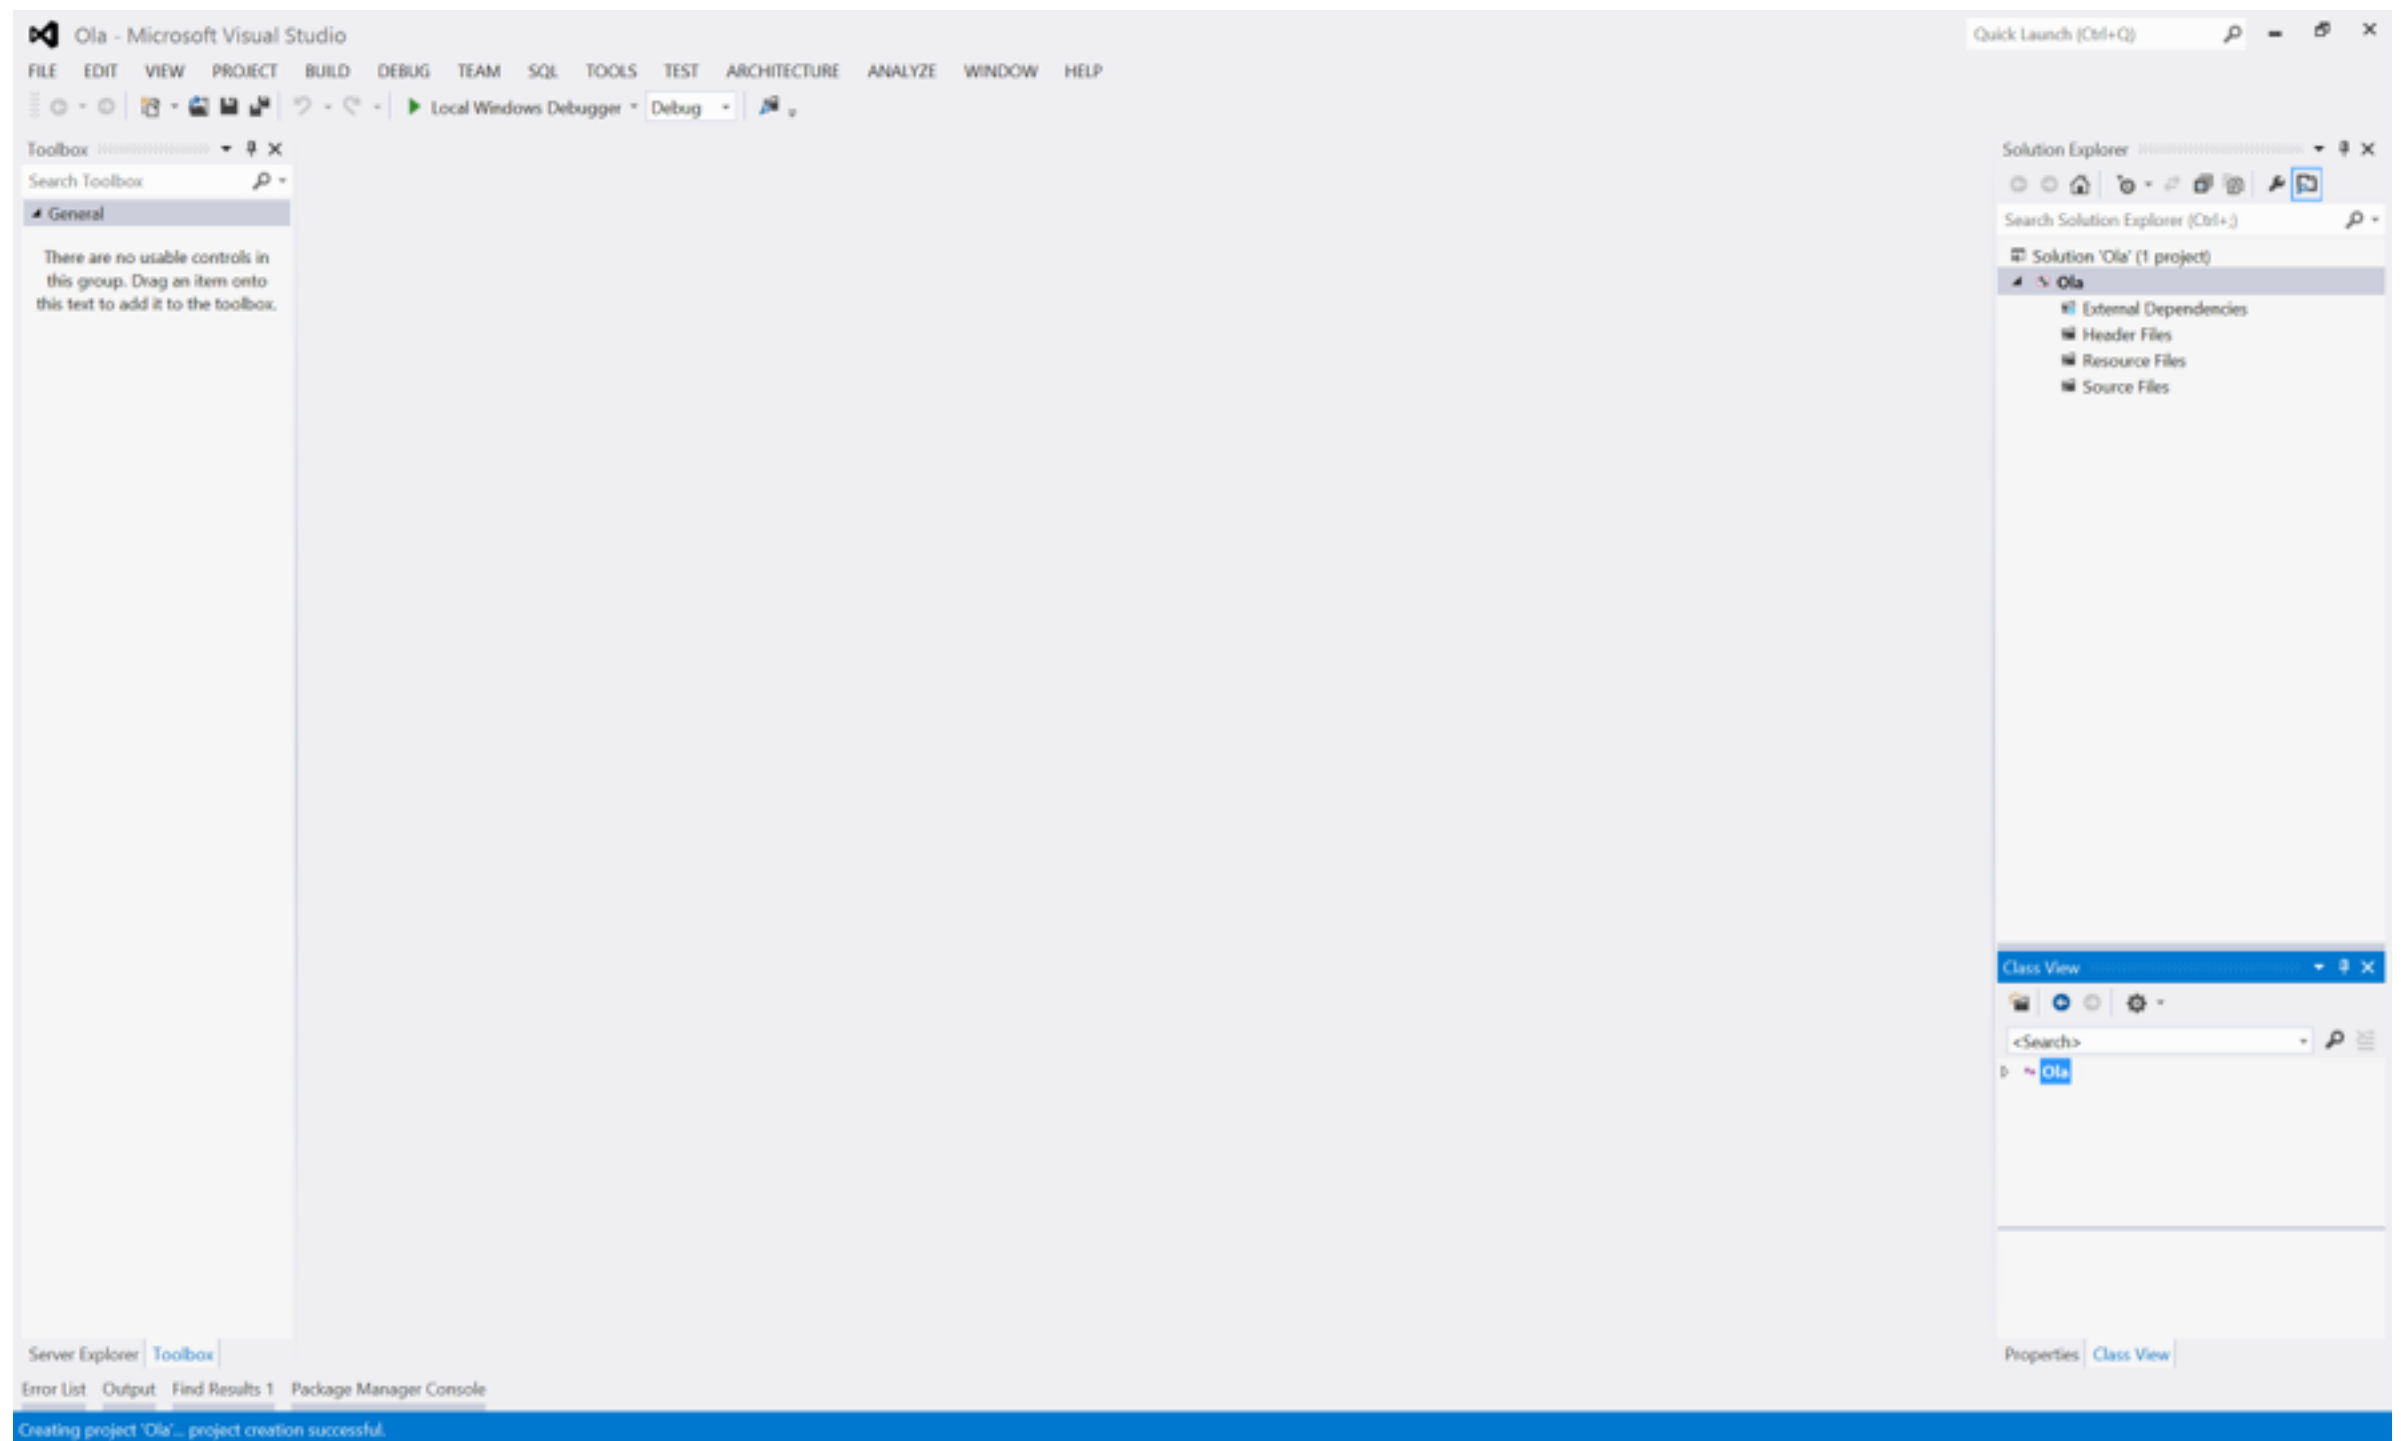 Ola - Microsoft Visual Studio
Quick Launch (Ctrl+Q)
FILE EDIT VIEW PROJECT BUILD DEBUG TEAM SQL TOOLS TEST ARCHITECTURE ANALYZE WINDOW HELP
Local Windows Debugger Debug
Toolbox
Search Toolbox
General
There are no usable controls in
this group. Drag an item onto
this text to add it to the toolbox.
Solution Explorer
Search Solution Explorer (Ctrl+;)
Solution 'Ola' (1 project)
Ola
External Dependencies
Header Files
Resource Files
Source Files
Class View
<Search>
Ola
Server Explorer Toolbox
Properties Class View
Error List Output Find Results 1 Package Manager Console
Creating project 'Ola'... project creation successful.